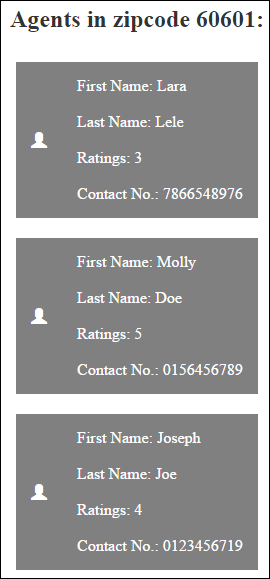 Agents in zipcode 60601:
First Name: Lara
Last Name: Lele
Ratings: 3
Contact No.: 7866548976
First Name: Molly
Last Name: Doe
Ratings: 5
Contact No.: 0156456789
First Name: Joseph
Last Name: Joe
Ratings: 4
Contact No.: 0123456719